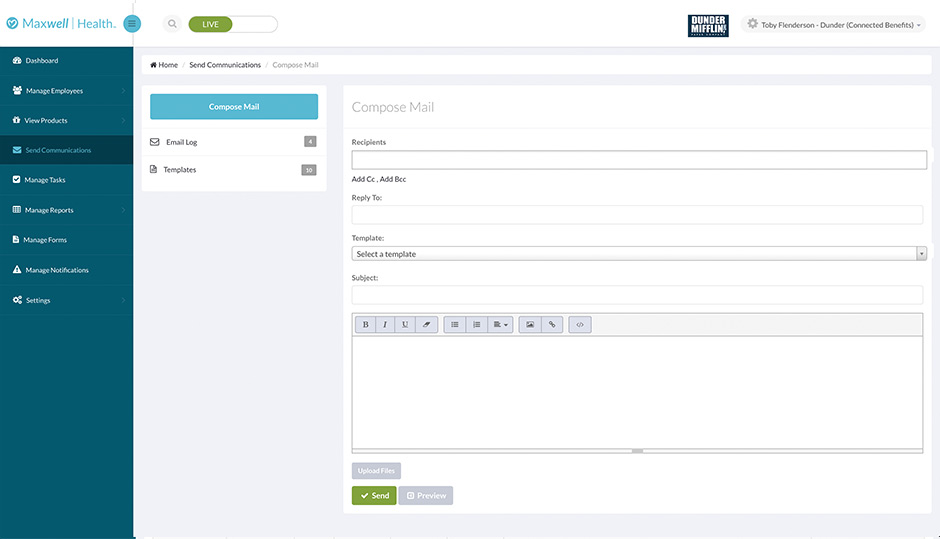 Maxwell | Health.
LIVE
DUNDER
MIFFLIN
Toby Flenderson - Dunder (Connected Benefits)
Dashboard
Manage Employees
View Products
Send Communications
Manage Tasks
Manage Reports
Manage Forms
Manage Notifications
Settings
Home / Send Communications / Compose Mail
Compose Mail
Email Log 4
Templates 10
Compose Mail
Recipients
Add Cc , Add Bcc
Reply To:
Template:
Select a template
Subject:
B I U
Upload Files
Send
Preview